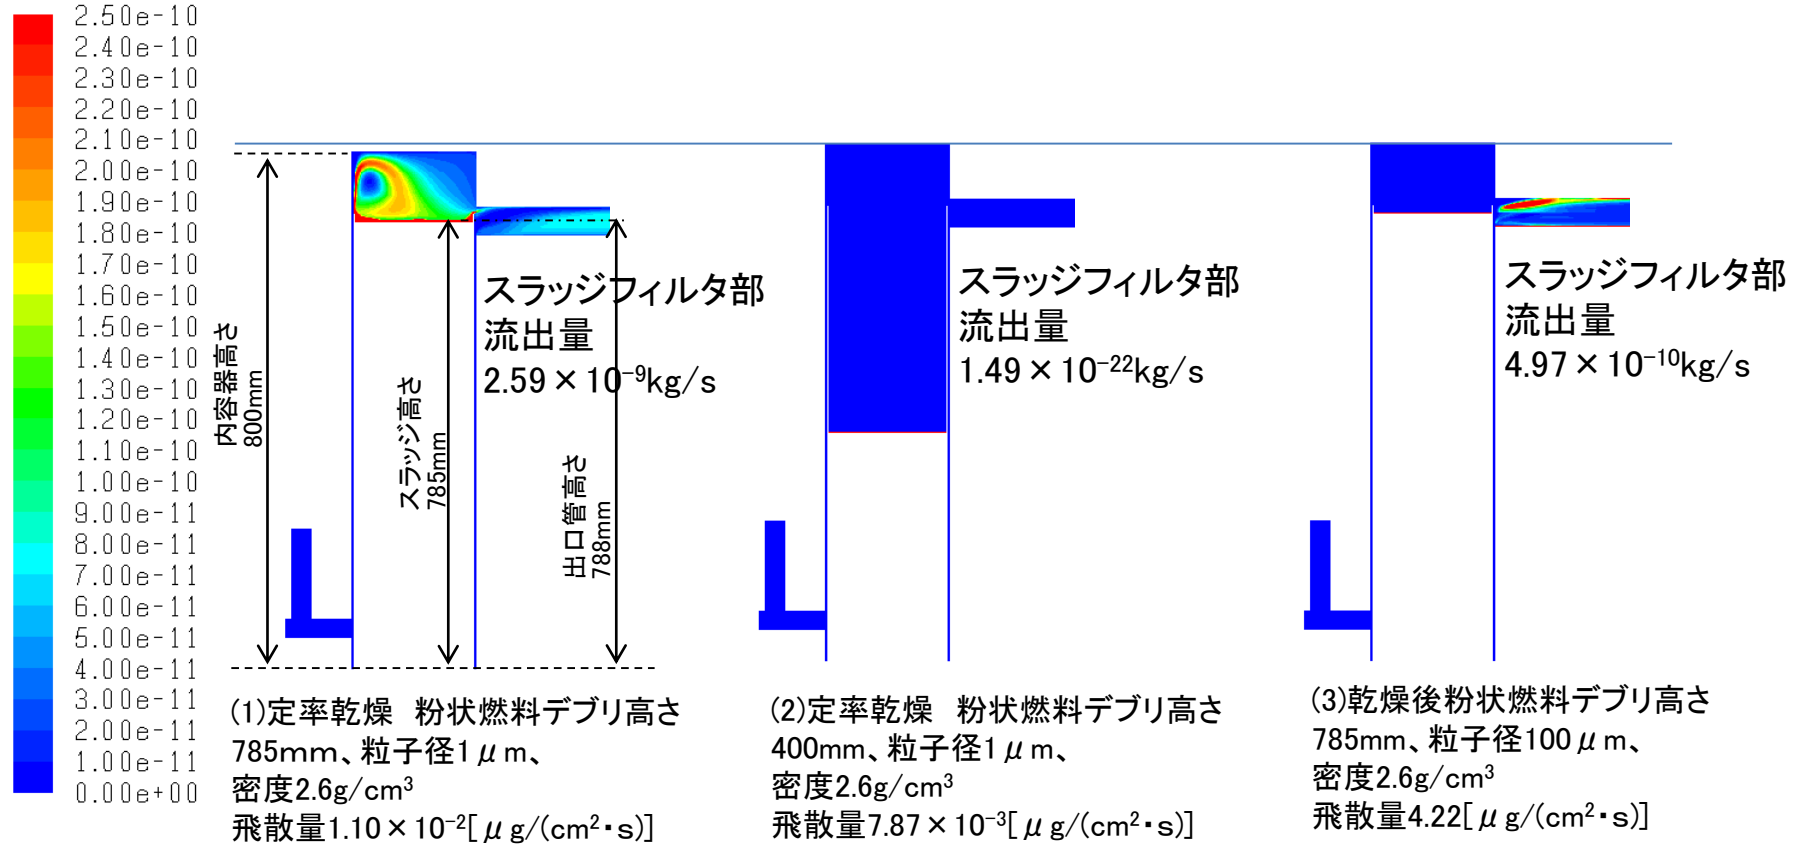 2.50e-10
2.40e-10
2.30e-10
2.20e-10
2.10e-10
2.00e-10
1.90e-10
1.80e-10
1.70e-10
1.60e-10
1.50e-10
1.40e-10
1.30e-10
1.20e-10
1.10e-10
1.00e-10
9.00e-11
8.00e-11
7.00e-11
6.00e-11
5.00e-11
4.00e-11
3.00e-11
2.00e-11
1.00e-11
0.00e+00
内容器高さ
800mm
スラッジ高さ
785mm
出口管高さ
788mm
スラッジフィルタ部
流出量
2.59×10⁻⁹kg/s
(1)定率乾燥 粉状燃料デブリ高さ
785mm、粒子径1μm、
密度2.6g/cm³
飛散量1.10×10⁻²[μg/(cm²・s)]
スラッジフィルタ部
流出量
1.49×10⁻²²kg/s
(2)定率乾燥 粉状燃料デブリ高さ
400mm、粒子径1μm、
密度2.6g/cm³
飛散量7.87×10⁻³[μg/(cm²・s)]
スラッジフィルタ部
流出量
4.97×10⁻¹⁰kg/s
(3)乾燥後粉状燃料デブリ高さ
785mm、粒子径100μm、
密度2.6g/cm³
飛散量4.22[μg/(cm²・s)]